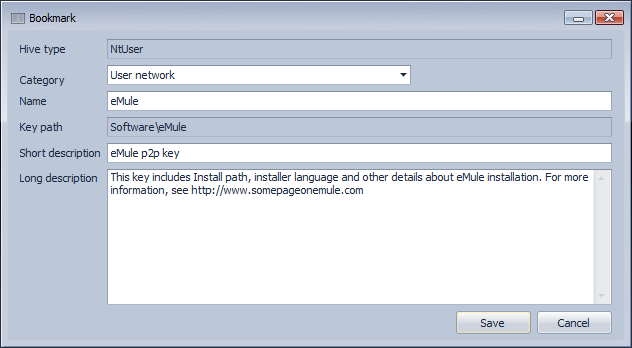 Bookmark
Hive type NtUser
Category User network
Name eMule
Key path Software\eMule
Short description eMule p2p key
Long description This key includes Install path, installer language and other details about eMule installation. For more
information, see http://www.somepageonemule.com
Save Cancel